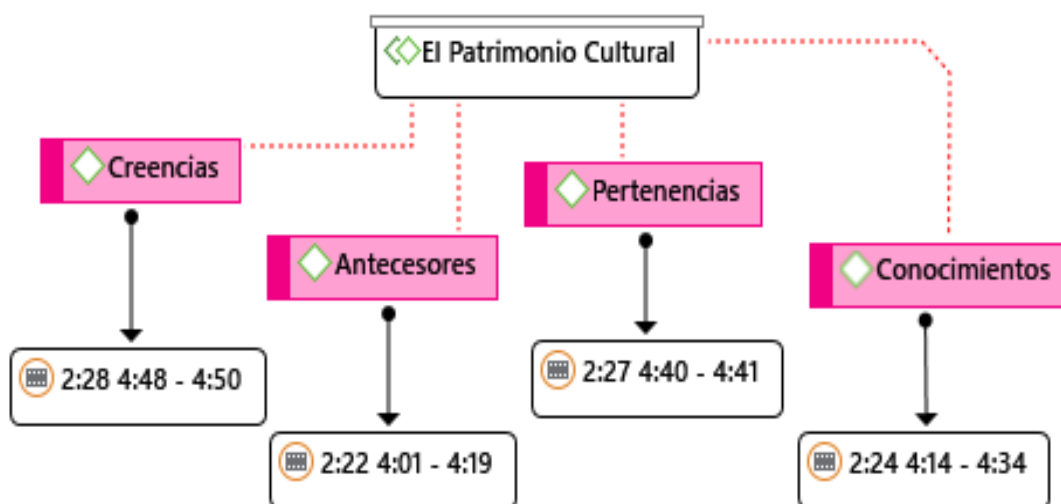 El Patrimonio Cultural
Creencias
Pertenencias
Antecesores
Conocimientos
2:28 4:48 - 4:50
2:27 4:40 - 4:41
2:22 4:01 - 4:19
2:24 4:14 - 4:34